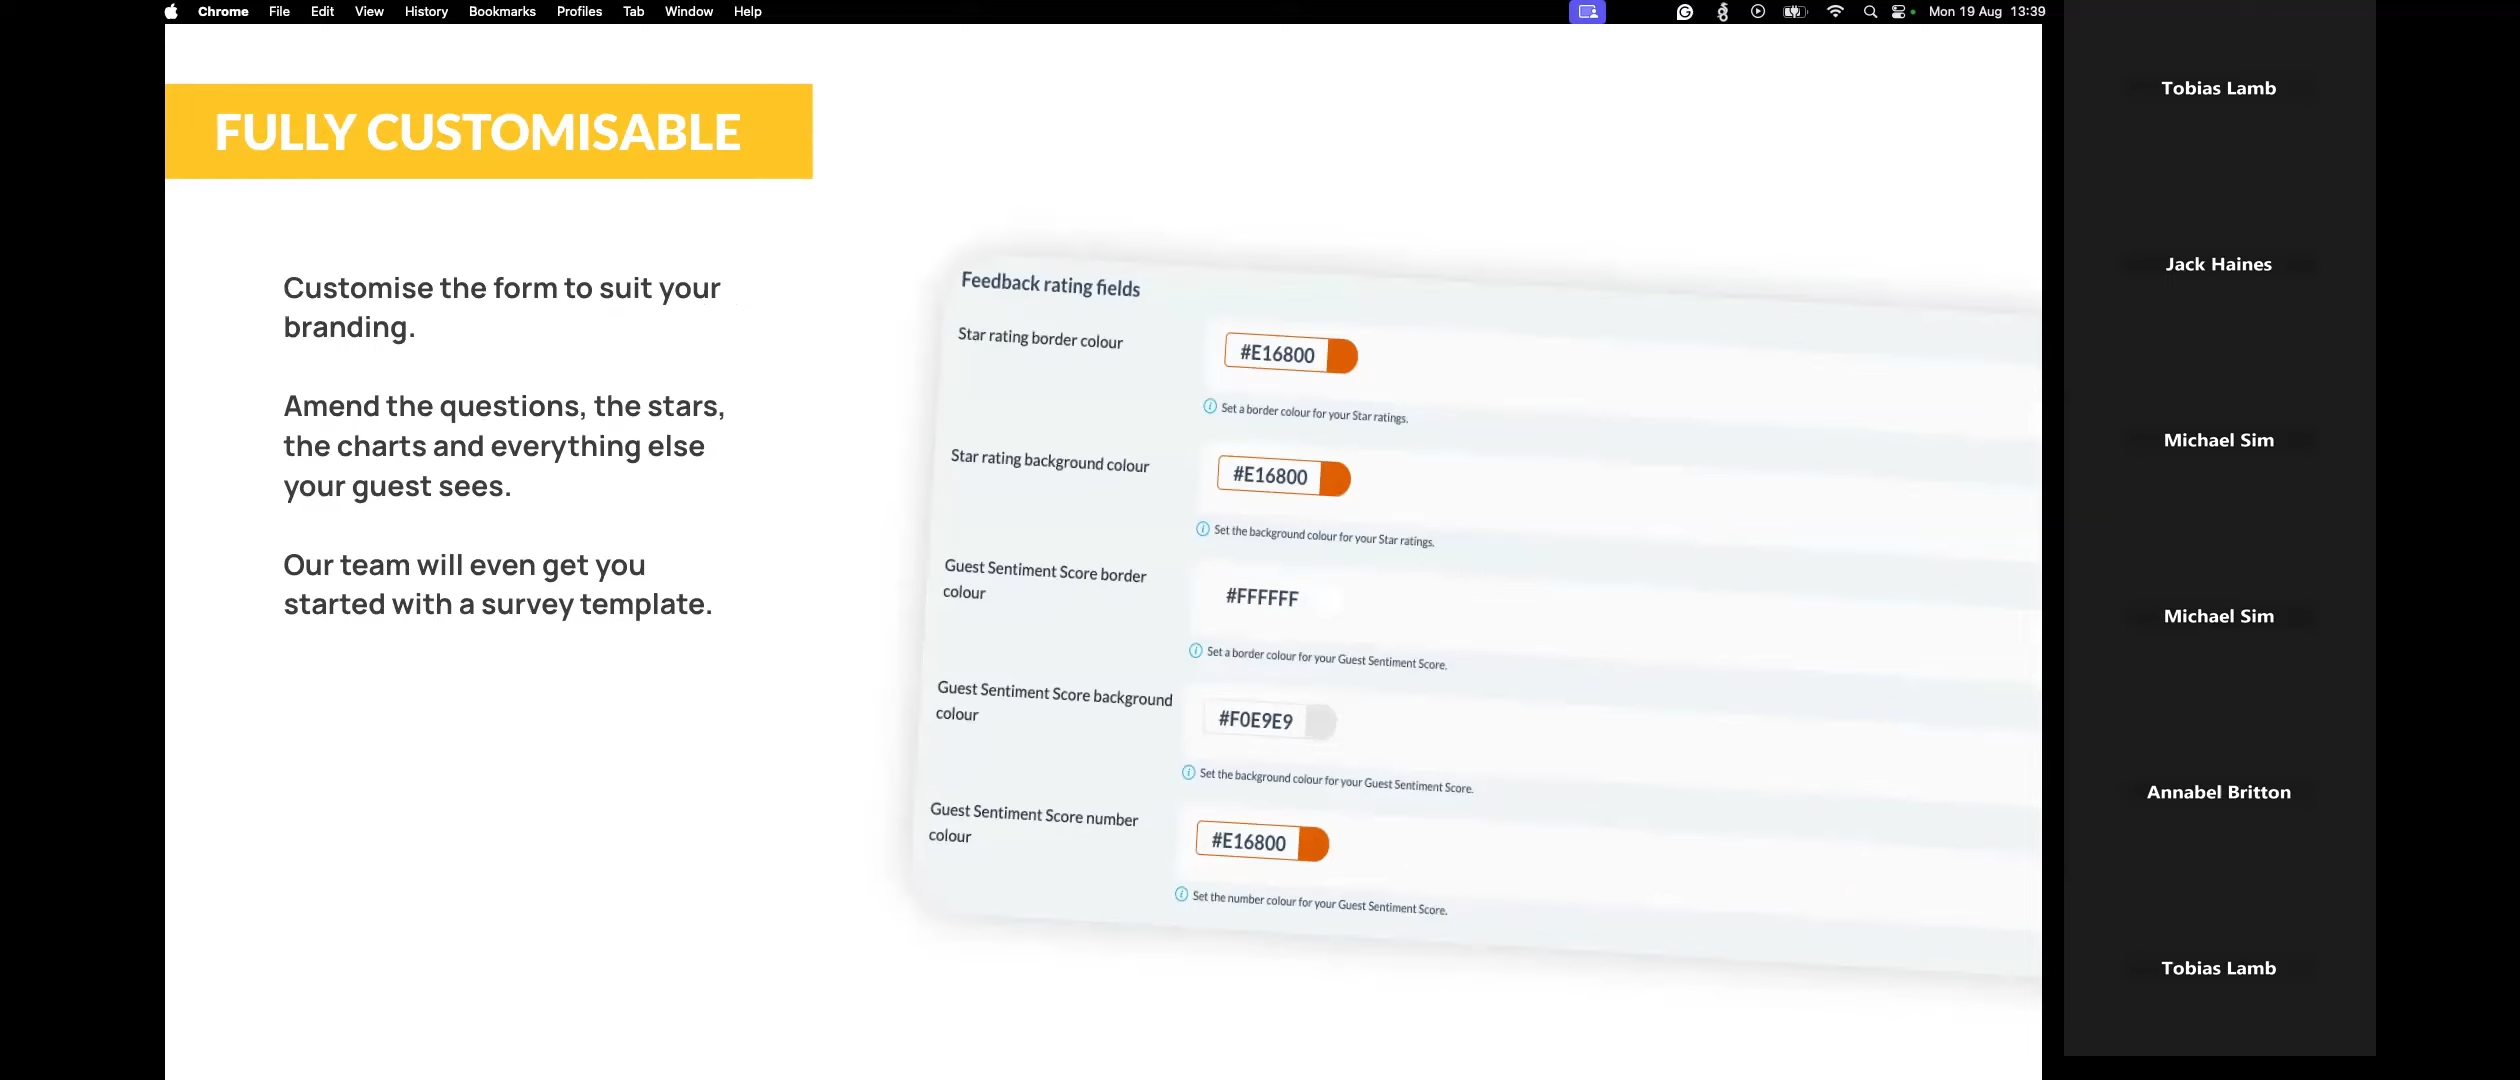 Chrome File Edit View History Bookmarks Profiles Tab Window Help Mon 19 Aug 13:39
FULLY CUSTOMISABLE
Customise the form to suit your
branding.
Amend the questions, the stars,
the charts and everything else
your guest sees.
Our team will even get you
started with a survey template.
Feedback rating fields
Star rating border colour
#E16800
Set a border colour for your Star ratings.
Star rating background colour
#E16800
Set the background colour for your Star ratings.
Guest Sentiment Score border
colour
#FFFFFF
Set a border colour for your Guest Sentiment Score.
Guest Sentiment Score background
colour
#F0E9E9
Set the background colour for your Guest Sentiment Score.
Guest Sentiment Score number
colour
#E16800
Set the number colour for your Guest Sentiment Score.
Tobias Lamb
Jack Haines
Michael Sim
Michael Sim
Annabel Britton
Tobias Lamb